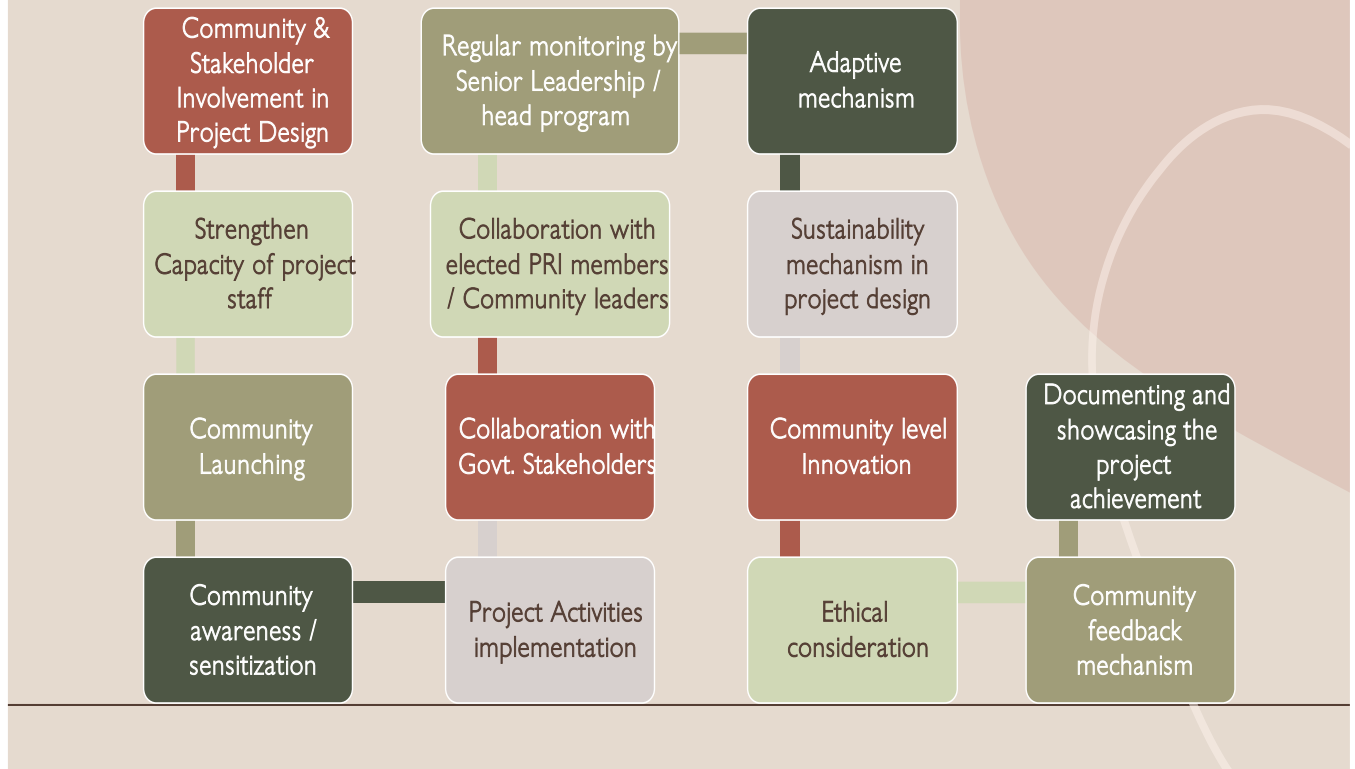 Community &
Stakeholder
Involvement in
Project Design
Strengthen
Capacity of project
staff
Community
Launching
Community
awareness /
sensitization
Project Activities
implementation
Collaboration with
Govt. Stakeholders
Collaboration with
elected PRI members
/ Community leaders
Regular monitoring by
Senior Leadership /
head program
Adaptive
mechanism
Sustainability
mechanism in
project design
Community level
Innovation
Ethical
consideration
Community
feedback
mechanism
Documenting and
showcasing the
project
achievement